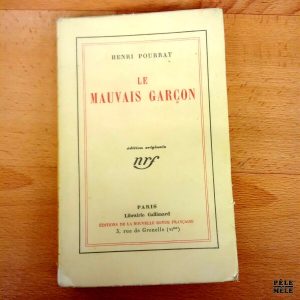 HENRI POURRAT
LE
MAUVAIS GARÇON
édition originale
nrf
PARIS
Librairie Gallimard
ÉDITIONS DE LA NOUVELLE REVUE FRANÇAISE
3, rue de Grenelle (VIme)
PÊLE
MÊLE